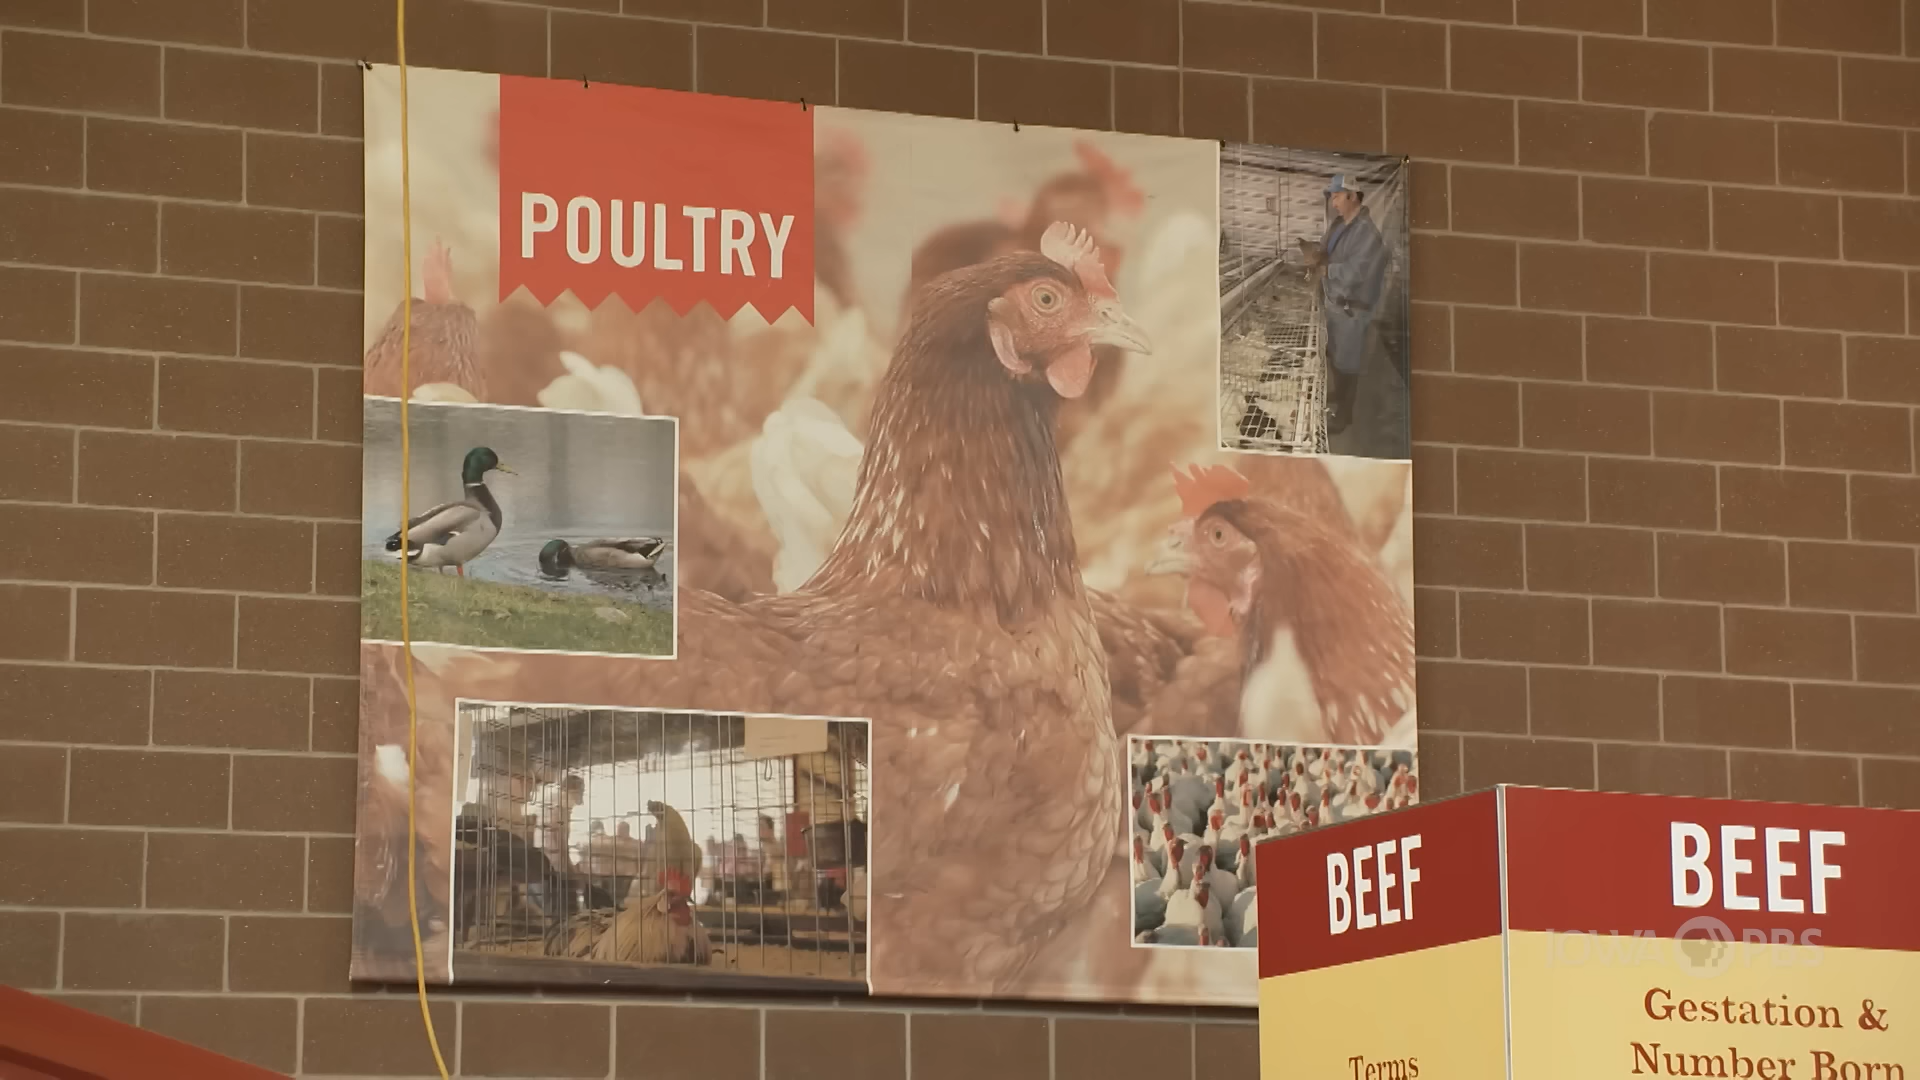 POULTRY
BEEF
BEEF
IOWA PBS
Gestation &
Number Born
Terms